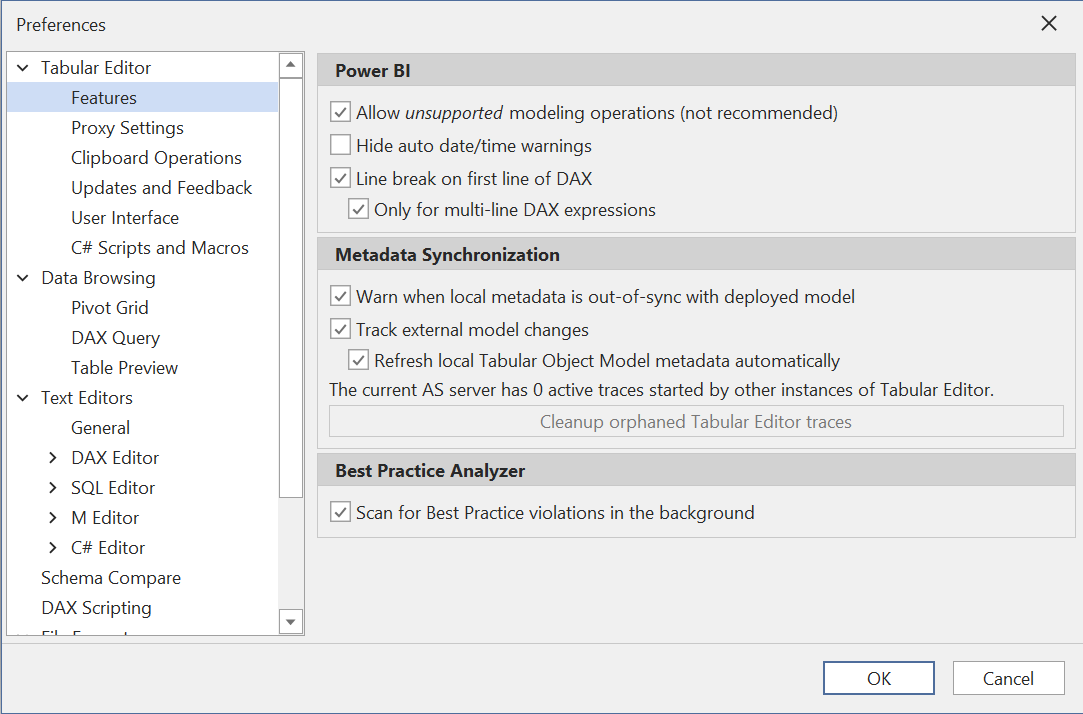 Preferences
Tabular Editor
Features
Proxy Settings
Clipboard Operations
Updates and Feedback
User Interface
C# Scripts and Macros
Data Browsing
Pivot Grid
DAX Query
Table Preview
Text Editors
General
DAX Editor
SQL Editor
M Editor
C# Editor
Schema Compare
DAX Scripting
Power BI
Allow unsupported modeling operations (not recommended)
Hide auto date/time warnings
Line break on first line of DAX
Only for multi-line DAX expressions
Metadata Synchronization
Warn when local metadata is out-of-sync with deployed model
Track external model changes
Refresh local Tabular Object Model metadata automatically
The current AS server has 0 active traces started by other instances of Tabular Editor.
Cleanup orphaned Tabular Editor traces
Best Practice Analyzer
Scan for Best Practice violations in the background
OK
Cancel